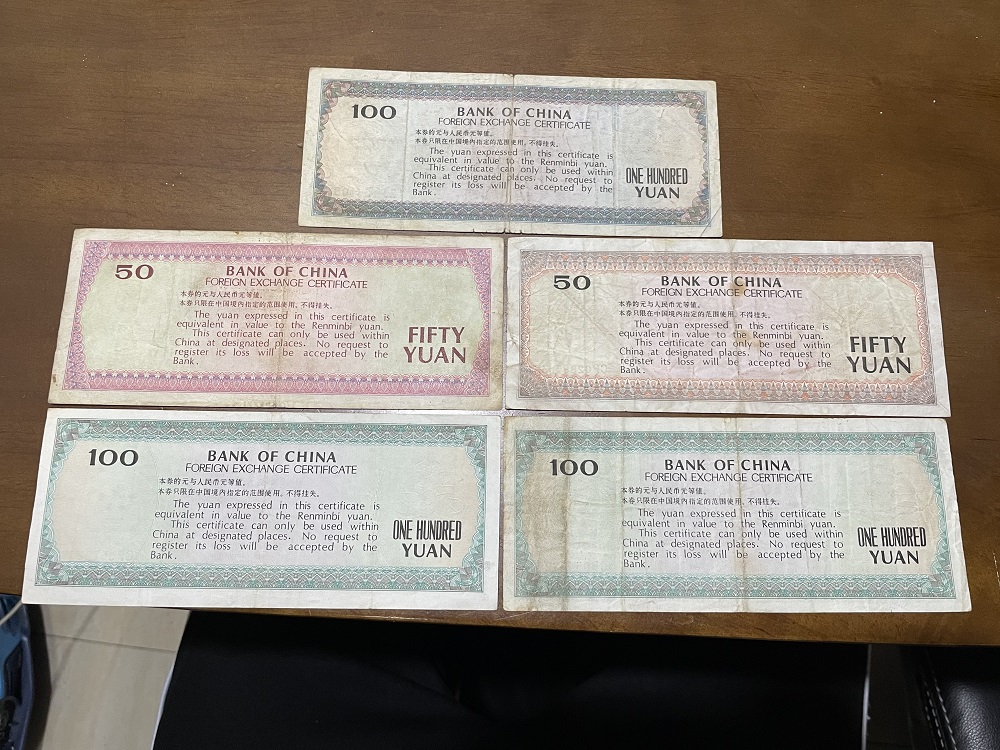 100
BANK OF CHINA
FOREIGN EXCHANGE CERTIFICATE
本券的元与人民币元等值。
本券只限在中国境内指定的范围使用，不得挂失。
The yuan expressed in this certificate is
equivalent in value to the Renminbi yuan.
This certificate can only be used within
China at designated places. No request to
register its loss will be accepted by the
Bank.
ONE HUNDRED
YUAN
50
BANK OF CHINA
FOREIGN EXCHANGE CERTIFICATE
本券的元与人民币元等值。
本券只限在中国境内指定的范围使用，不得挂失。
The yuan expressed in this certificate is
equivalent in value to the Renminbi yuan.
This certificate can only be used within
China at designated places. No request to
register its loss will be accepted by the
Bank.
FIFTY
YUAN
50
BANK OF CHINA
FOREIGN EXCHANGE CERTIFICATE
本券的元与人民币元等值。
本券只限在中国境内指定的范围使用，不得挂失。
The yuan expressed in this certificate is
equivalent in value to the Renminbi yuan.
This certificate can only be used within
China at designated places. No request to
register its loss will be accepted by the
Bank.
FIFTY
YUAN
100
BANK OF CHINA
FOREIGN EXCHANGE CERTIFICATE
本券的元与人民币元等值。
本券只限在中国境内指定的范围使用，不得挂失。
The yuan expressed in this certificate is
equivalent in value to the Renminbi yuan.
This certificate can only be used within
China at designated places. No request to
register its loss will be accepted by the
Bank.
ONE HUNDRED
YUAN
100
BANK OF CHINA
FOREIGN EXCHANGE CERTIFICATE
本券的元与人民币元等值。
本券只限在中国境内指定的范围使用，不得挂失。
The yuan expressed in this certificate is
equivalent in value to the Renminbi yuan.
This certificate can only be used within
China at designated places. No request to
register its loss will be accepted by the
Bank.
ONE HUNDRED
YUAN